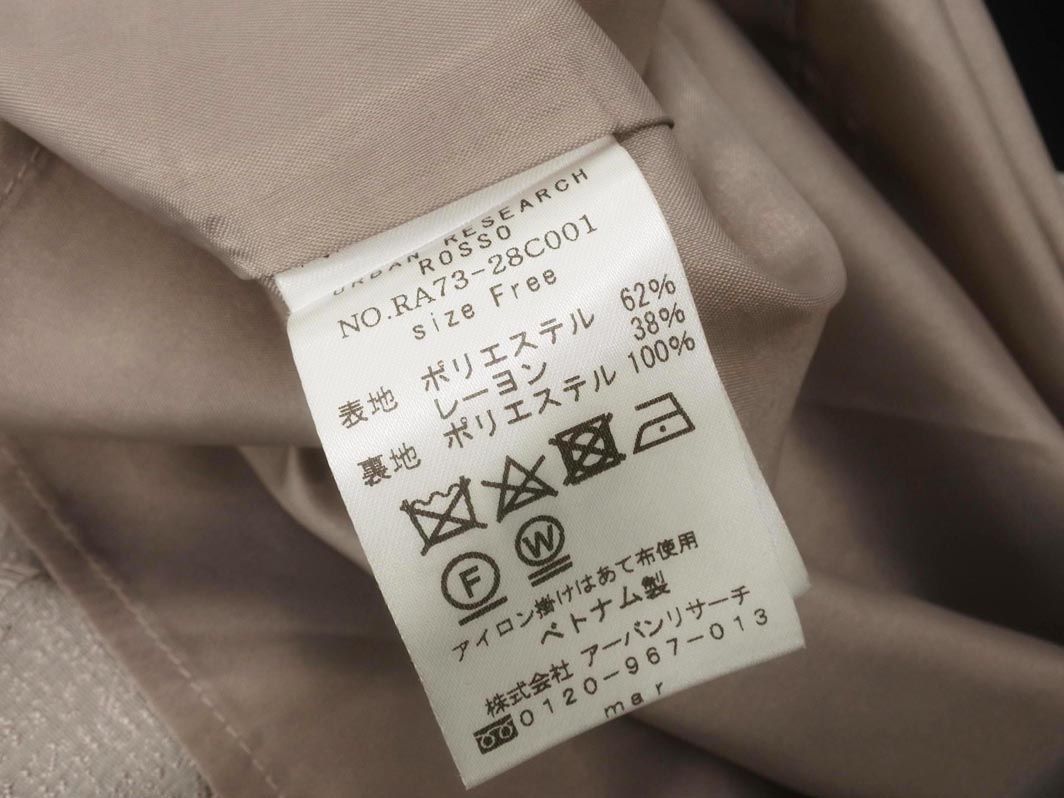 URBAN RESEARCH
ROSSO
NO.RA73-28C001
size Free
表地 ポリエステル 62%
レーヨン 38%
裏地 ポリエステル 100%
F W
アイロン掛けはあて布使用
ベトナム製
株式会社 アーバンリサーチ
0120-967-013
mar